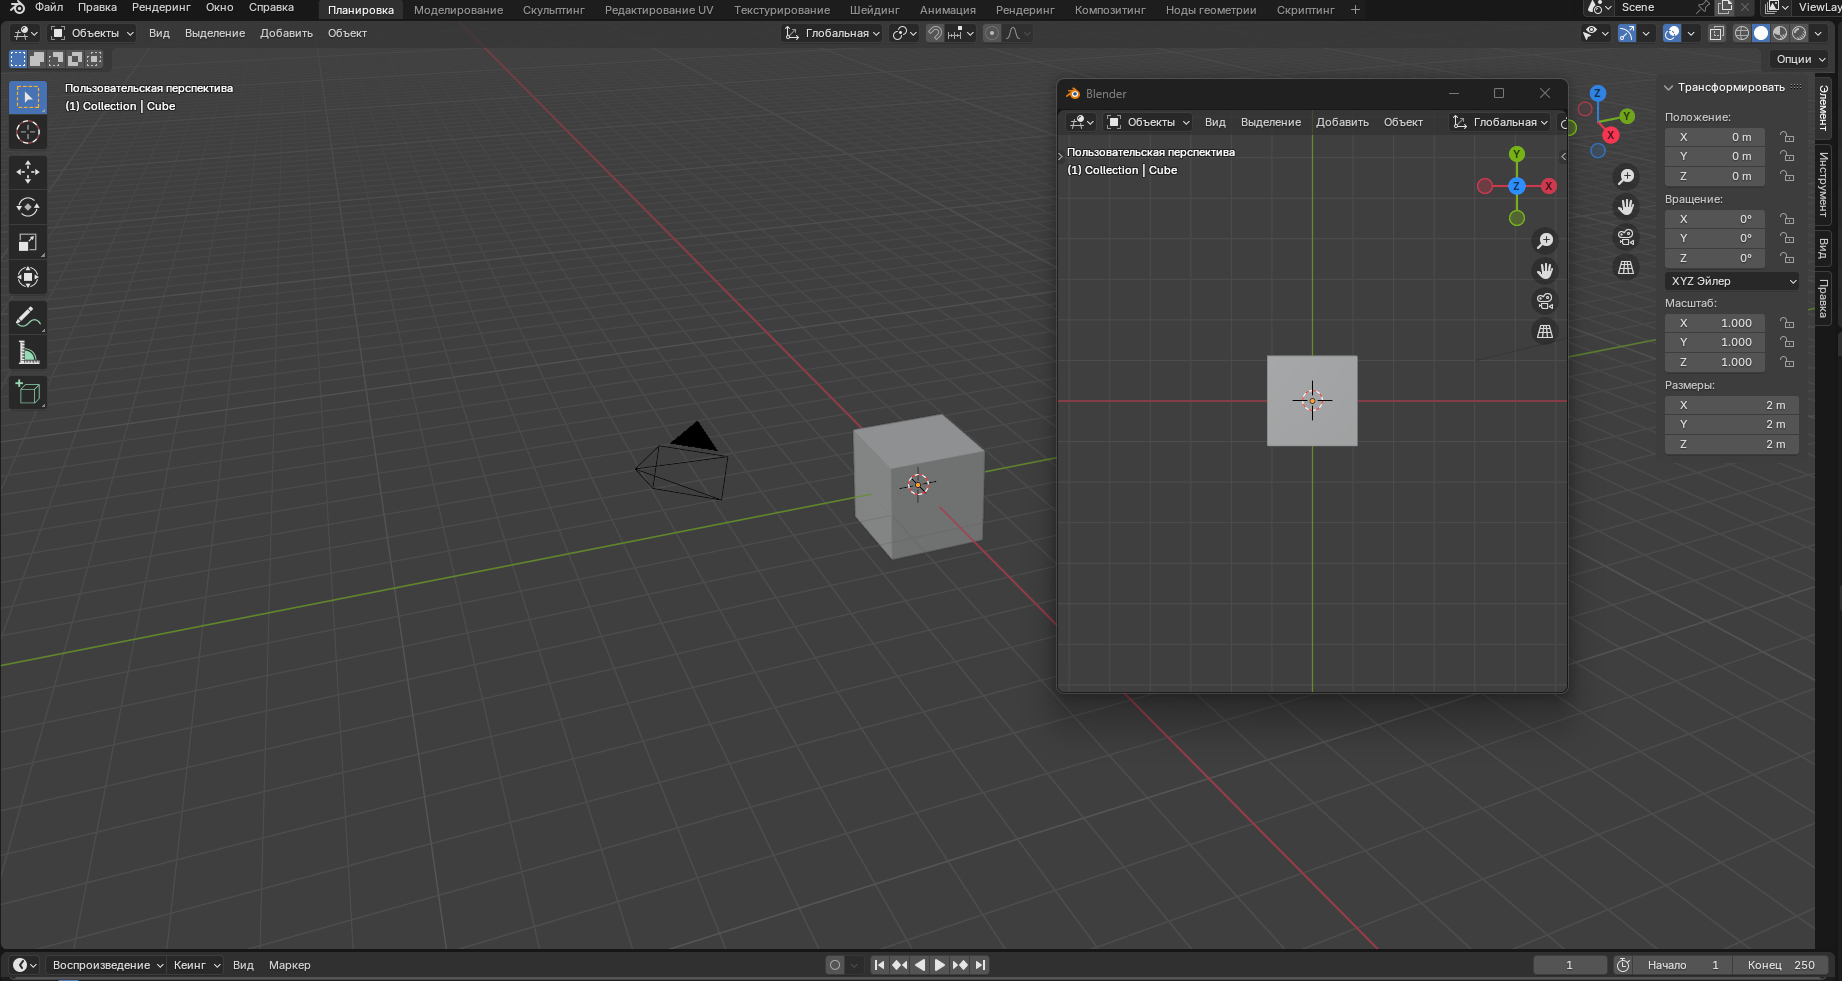 Файл Правка Рендеринг Окно Справка Планировка Моделирование Скульптинг Редактирование UV Текстурирование Шейдинг Анимация Рендеринг Композитинг Ноды геометрии Скриптинг + Scene ViewLay
Объекты Вид Выделение Добавить Объект Глобальная
Опции
Пользовательская перспектива
(1) Collection | Cube
Blender
Объекты Вид Выделение Добавить Объект Глобальная
Пользовательская перспектива
(1) Collection | Cube
Y
Z
X
Z
Y
X
Трансформировать
Положение:
X 0 m
Y 0 m
Z 0 m
Вращение:
X 0°
Y 0°
Z 0°
XYZ Эйлер
Масштаб:
X 1.000
Y 1.000
Z 1.000
Размеры:
X 2 m
Y 2 m
Z 2 m
Элемент
Инструмент
Вид
Правка
Воспроизведение Кеинг Вид Маркер 1 Начало 1 Конец 250